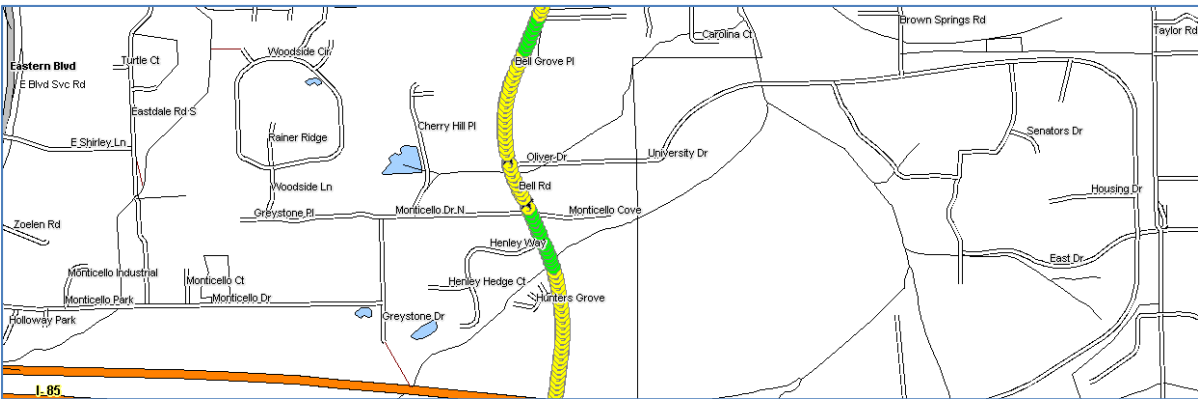 Brown Springs Rd
Taylor Rd
Carolina Ct
Woodside Cir
Turtle Ct
Bell Grove Pl
Eastern Blvd
E Blvd Svc Rd
Eastdale Rd S
Cherry Hill Pl
Senators Dr
Rainer Ridge
E Shirley Ln
University Dr
Oliver Dr
Woodside Ln
Bell Rd
Housing Dr
Greystone Pl
Monticello Dr N
Monticello Cove
Zoelen Rd
Henley Way
East Dr
Monticello Industrial
Monticello Ct
Henley Hedge Ct
Monticello Park
Monticello Dr
Hunters Grove
Holloway Park
Greystone Dr
I-85